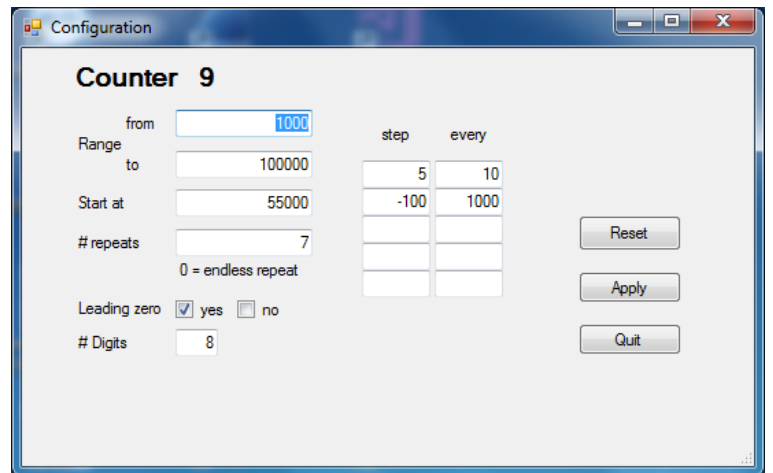 Configuration
Counter 9
from 1000
Range
to 100000
Start at 55000
# repeats 7
0 = endless repeat
Leading zero yes no
# Digits 8
step every
5 10
-100 1000
Reset
Apply
Quit